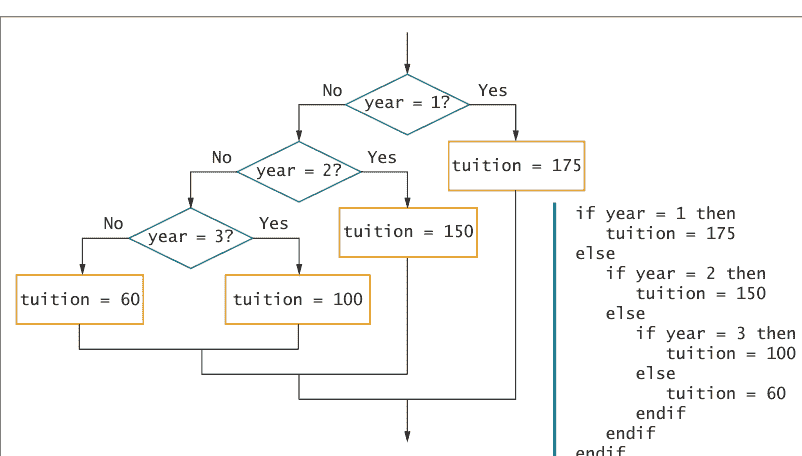 No
Yes
year = 1?
No
Yes
year = 2?
tuition = 175
No
Yes
year = 3?
tuition = 150
tuition = 60
tuition = 100
if year = 1 then
   tuition = 175
else
   if year = 2 then
      tuition = 150
   else
      if year = 3 then
         tuition = 100
      else
         tuition = 60
      endif
   endif
endif